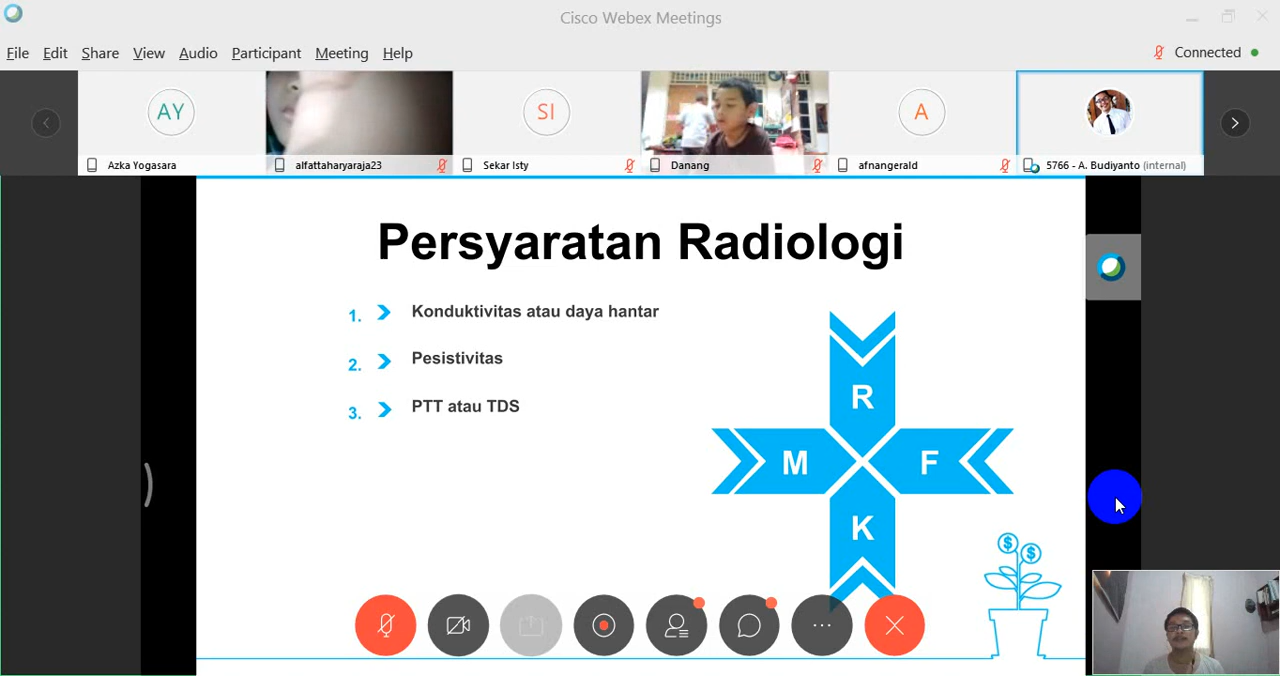 Cisco Webex Meetings
File Edit Share View Audio Participant Meeting Help
Connected
AY
SI
A
Azka Yogasara
alfattaharyaraja23
Sekar Isty
Danang
afnangerald
5766 - A. Budiyanto (internal)
Persyaratan Radiologi
1. Konduktivitas atau daya hantar
2. Pesistivitas
3. PTT atau TDS
R
M F
K
$ $